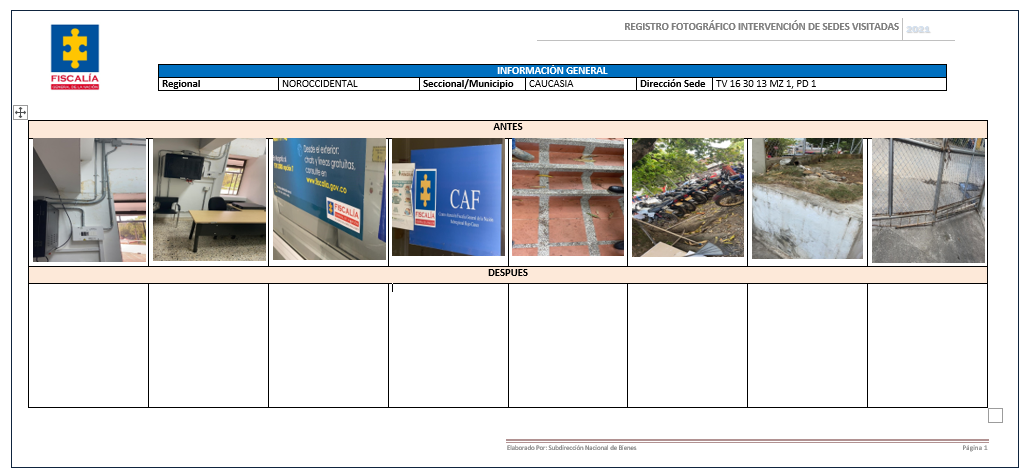 REGISTRO FOTOGRÁFICO INTERVENCIÓN DE SEDES VISITADAS 2021
FISCALÍA
GENERAL DE LA NACIÓN
INFORMACIÓN GENERAL
Regional NOROCCIDENTAL Seccional/Municipio CAUCASIA Dirección Sede TV 16 30 13 MZ 1, PD 1
ANTES
Desde el exterior:
chats y líneas gratuitas,
consulte en
www.fiscalia.gov.co
FISCALÍA
CAF
FISCALÍA
DESPUES
Elaborado Por: Subdirección Nacional de Bienes Página 1